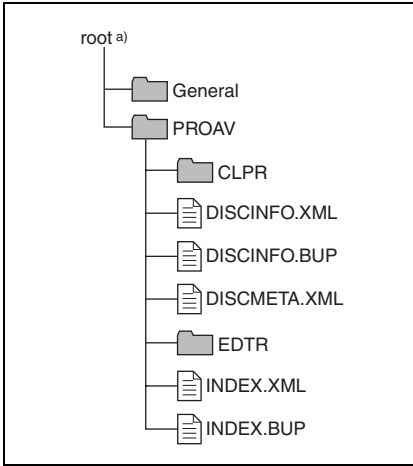 root a)
General
PROAV
CLPR
DISCINFO.XML
DISCINFO.BUP
DISCMETA.XML
EDTR
INDEX.XML
INDEX.BUP